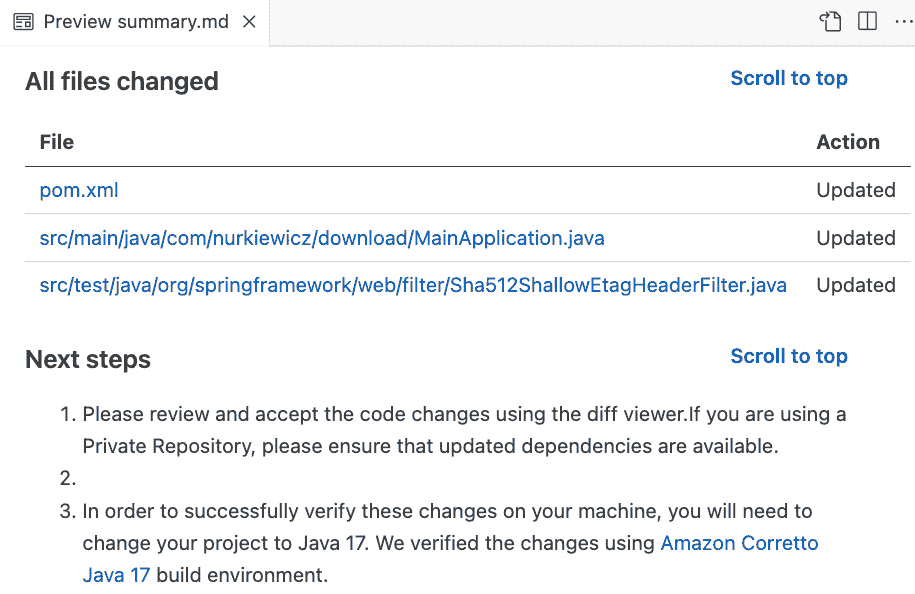 Preview summary.md
All files changed
Scroll to top
File Action
pom.xml Updated
src/main/java/com/nurkiewicz/download/MainApplication.java Updated
src/test/java/org/springframework/web/filter/Sha512ShallowEtagHeaderFilter.java Updated
Next steps
Scroll to top
1. Please review and accept the code changes using the diff viewer.If you are using a
Private Repository, please ensure that updated dependencies are available.
2.
3. In order to successfully verify these changes on your machine, you will need to
change your project to Java 17. We verified the changes using Amazon Corretto
Java 17 build environment.